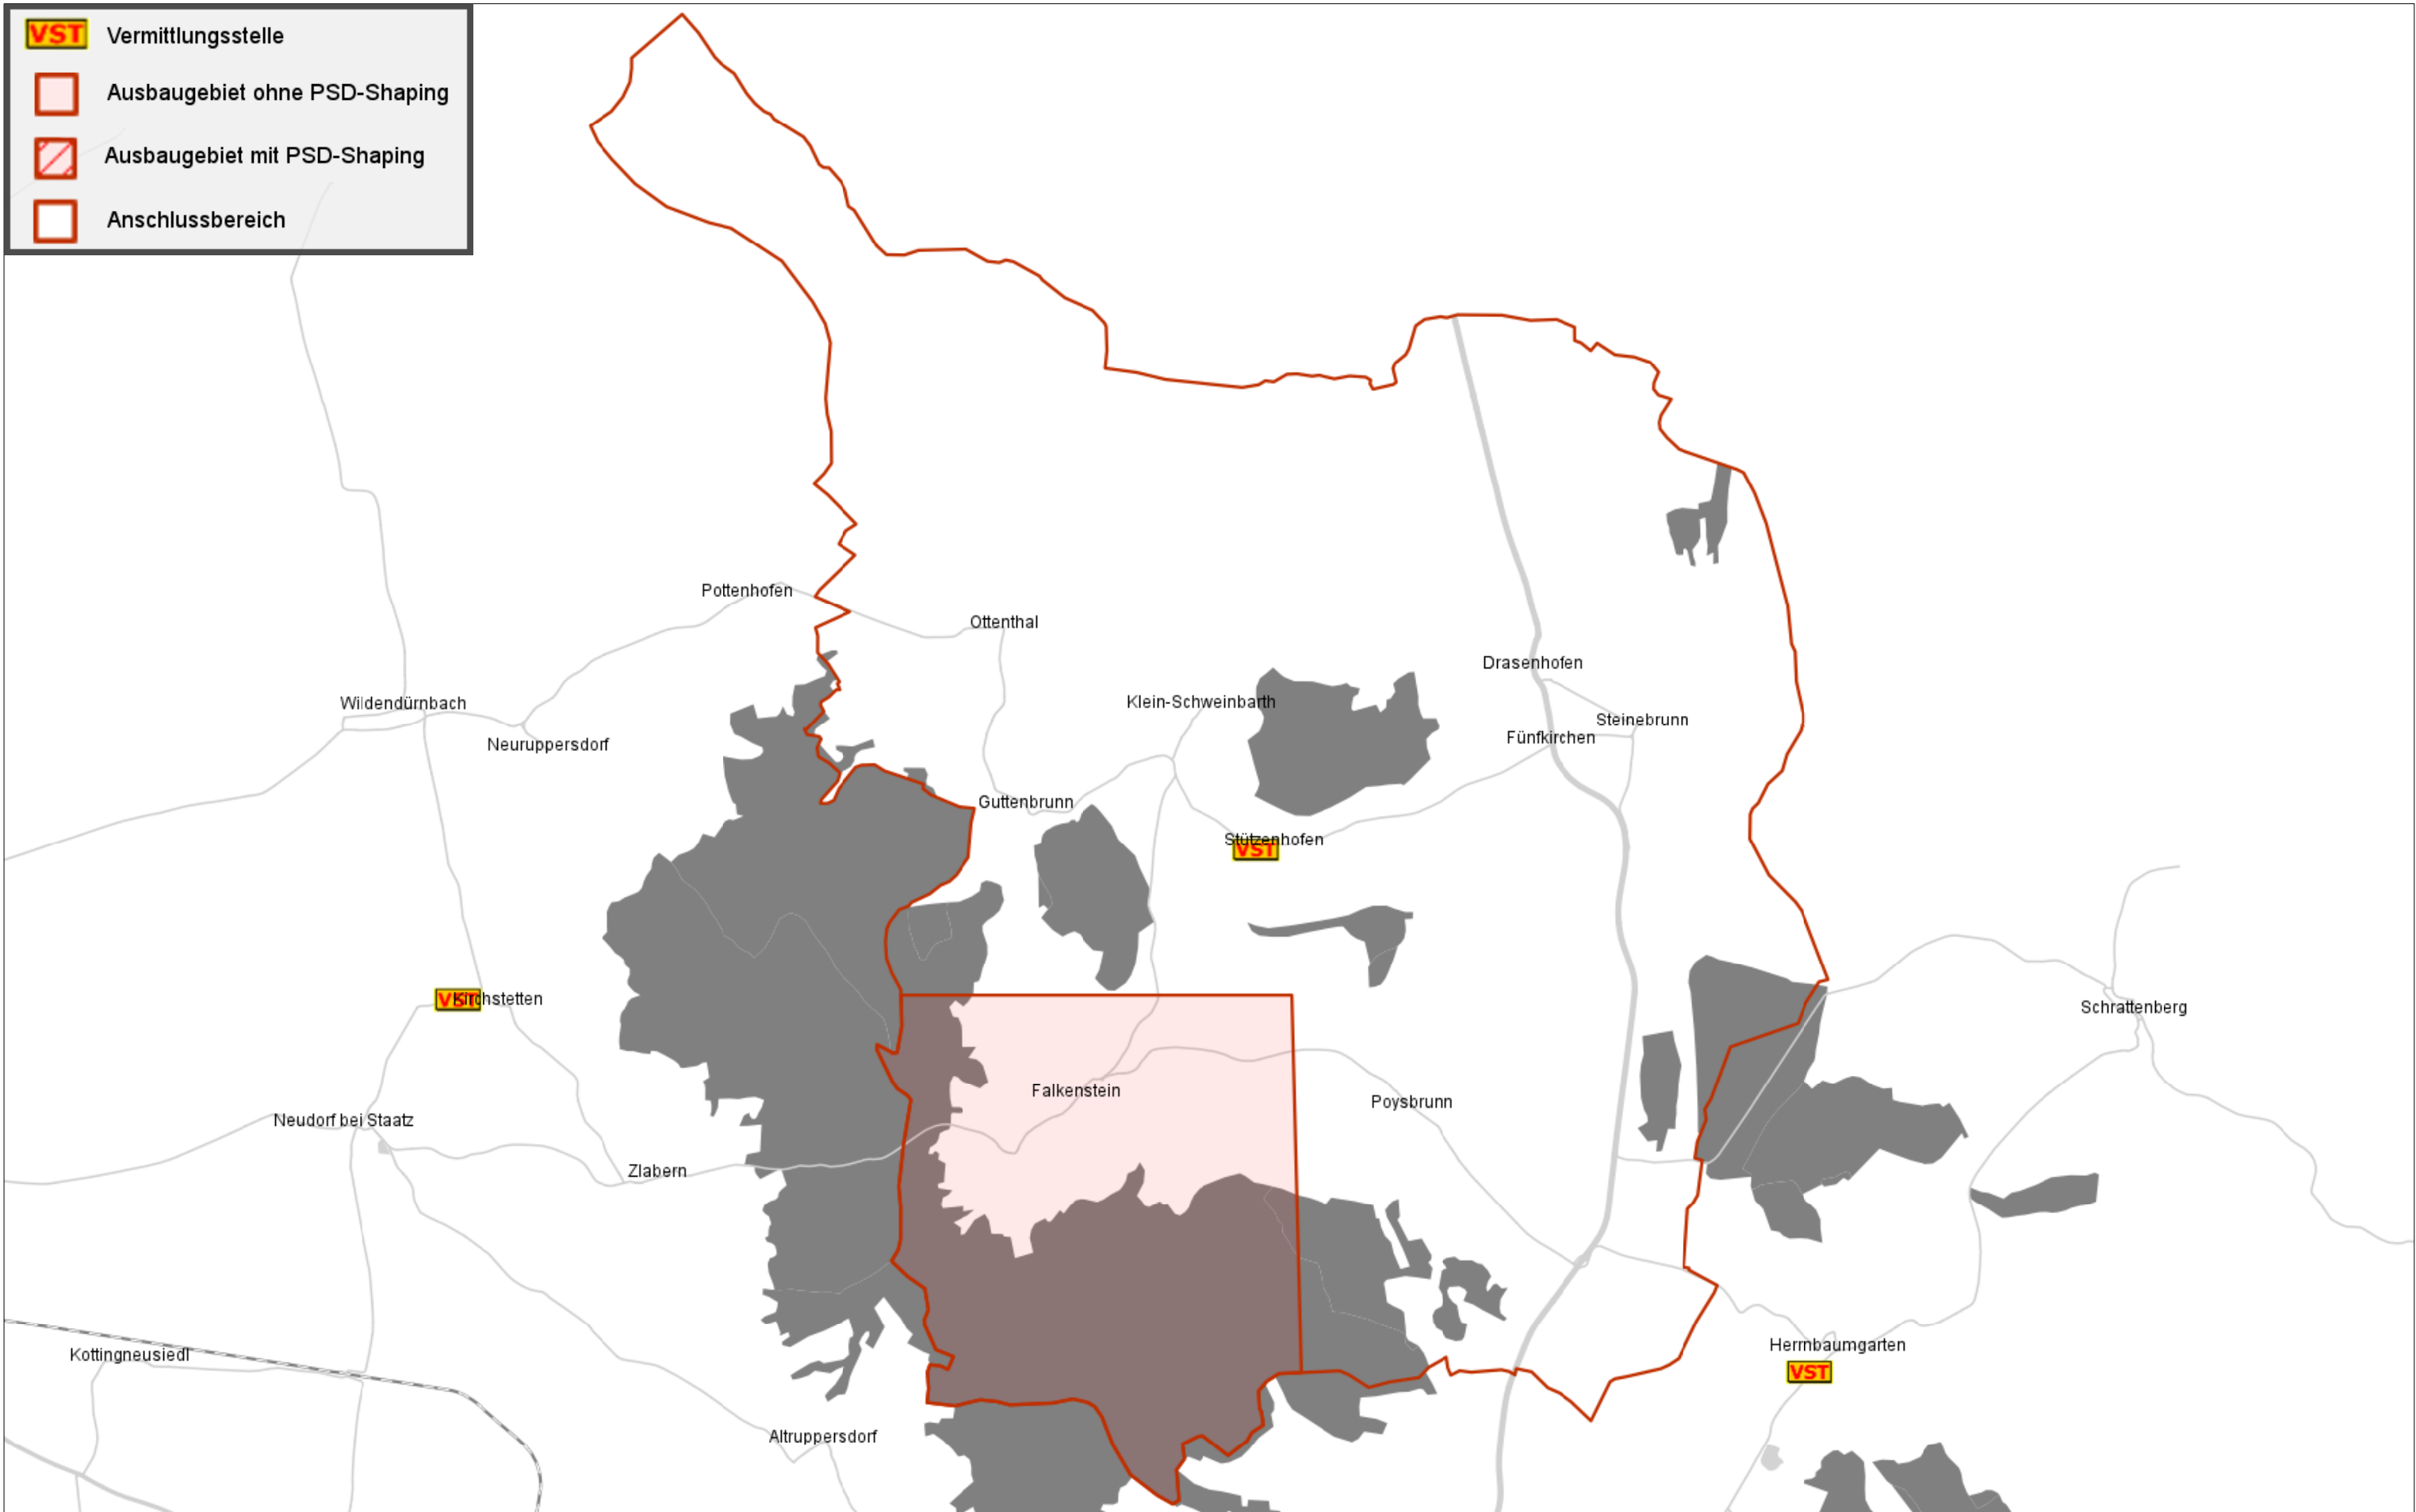 VST Vermittlungsstelle
Ausbaugebiet ohne PSD-Shaping
Ausbaugebiet mit PSD-Shaping
Anschlussbereich
Pottenhofen
Ottenthal
Drasenhofen
Wildendürnbach
Klein-Schweinbarth
Steinebrunn
Neuruppersdorf
Fünfkirchen
Guttenbrunn
Stützenhofen
VST
VST Kirchstetten
Schrattenberg
Falkenstein
Poysbrunn
Neudorf bei Staatz
Zlabern
Herrnbaumgarten
Kottingneusiedl
VST
Altruppersdorf